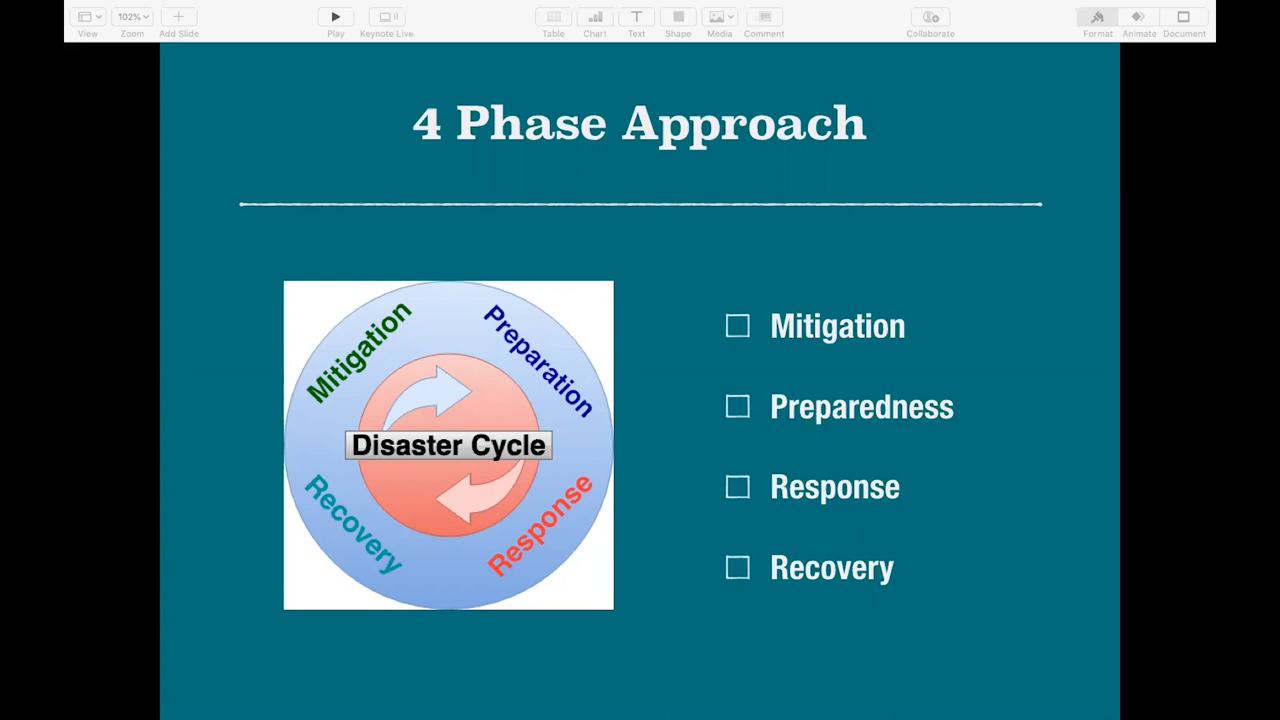 View
102%
Zoom
Add Slide
Play
Keynote Live
Table
Chart
Text
Shape
Media
Comment
Collaborate
Format
Animate
Document
4 Phase Approach
Mitigation
Preparation
Disaster Cycle
Recovery
Response
Mitigation
Preparedness
Response
Recovery